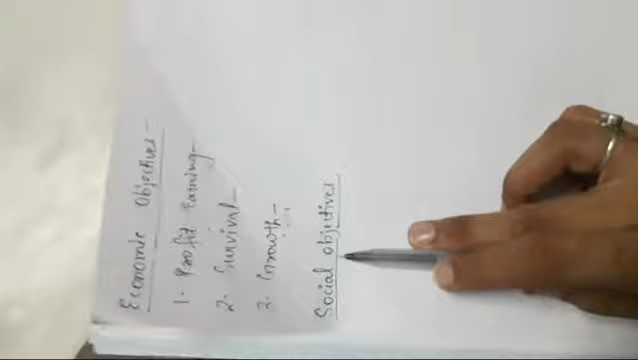 Economic Objectives -
1. Profit Earning -
2. Survival -
3. Growth -
Social objectives